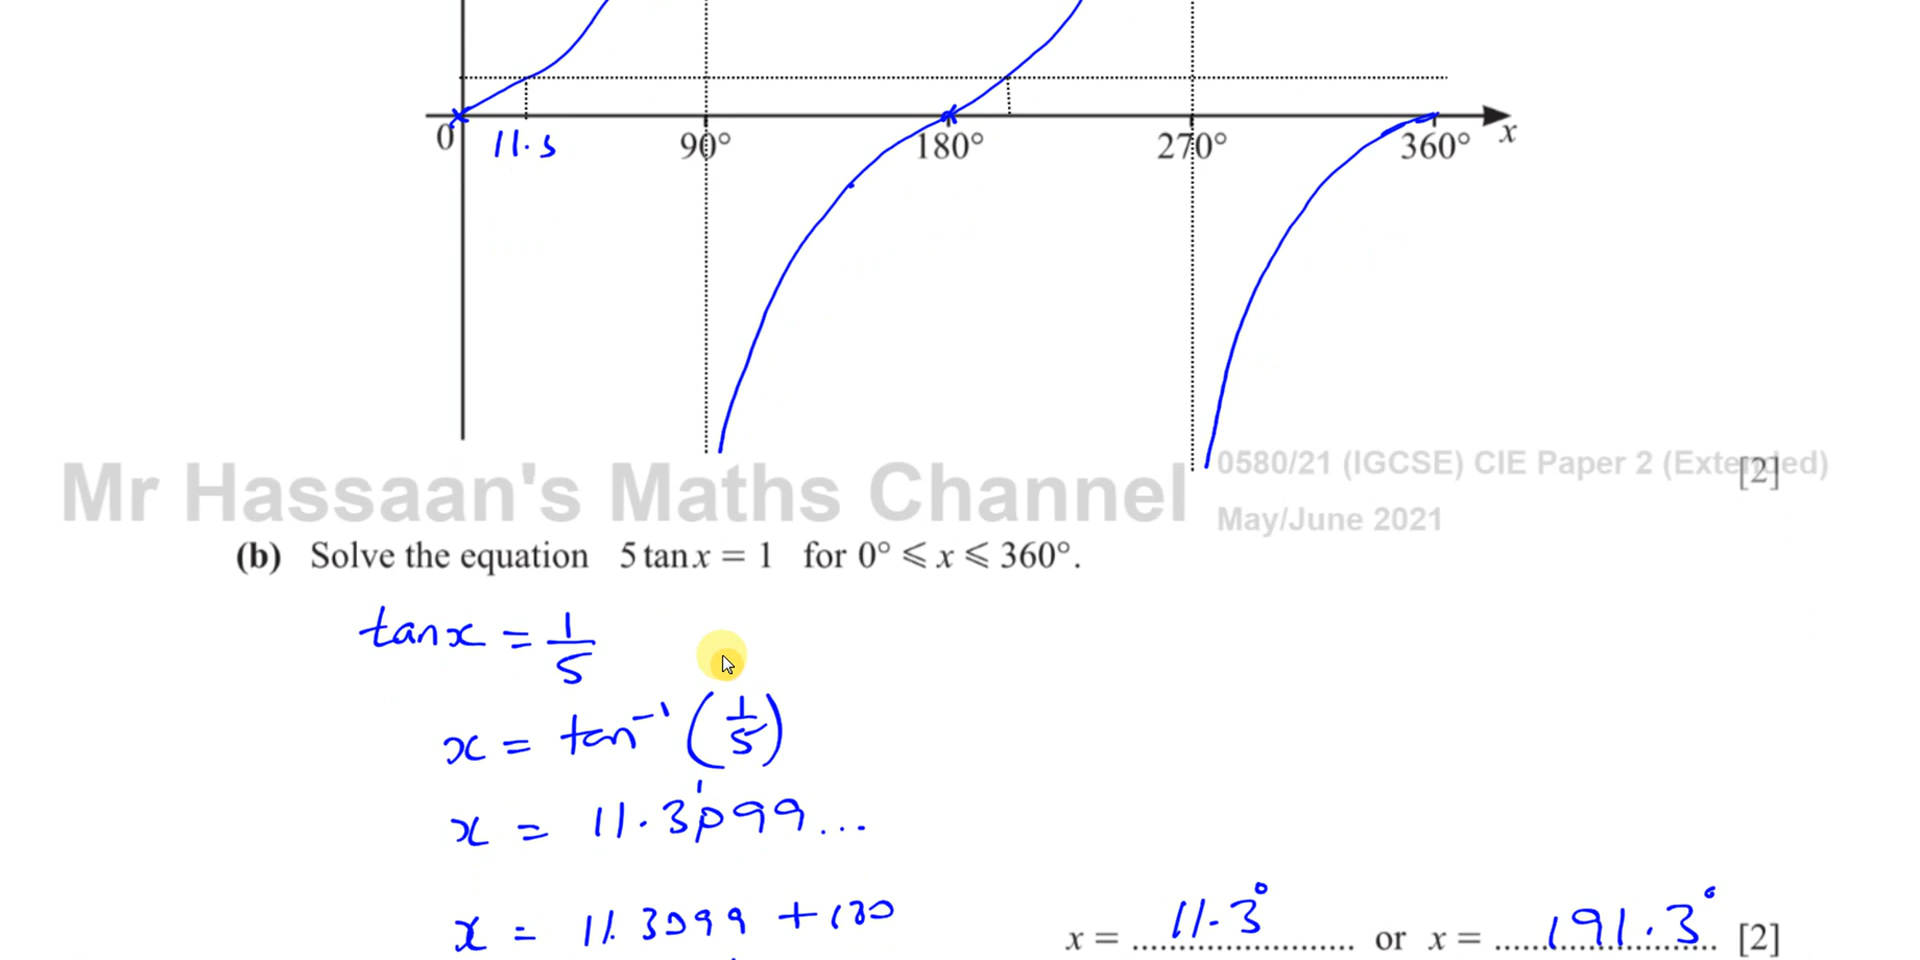 0 11.3 90° 180° 270° 360° x
Mr Hassaan's Maths Channel
0580/21 (IGCSE) CIE Paper 2 (Extended)
[2]
May/June 2021
(b) Solve the equation 5 tan x = 1 for 0° ⩽ x ⩽ 360°.
tan x = 1/5
x = tan⁻¹ (1/5)
x = 11.3099...
x = 11.3099 + 180
x = 11.3° or x = 191.3° [2]